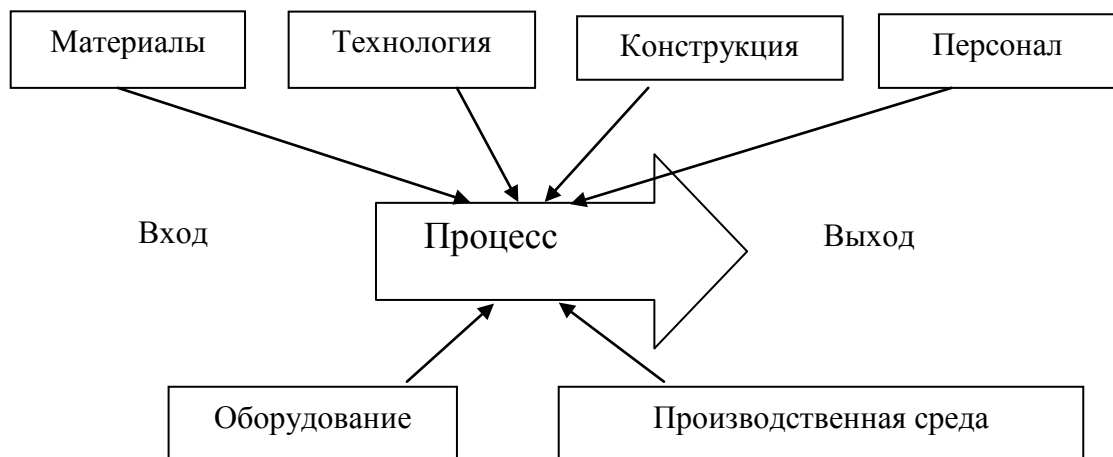 Материалы
Технология
Конструкция
Персонал
Вход
Процесс
Выход
Оборудование
Производственная среда